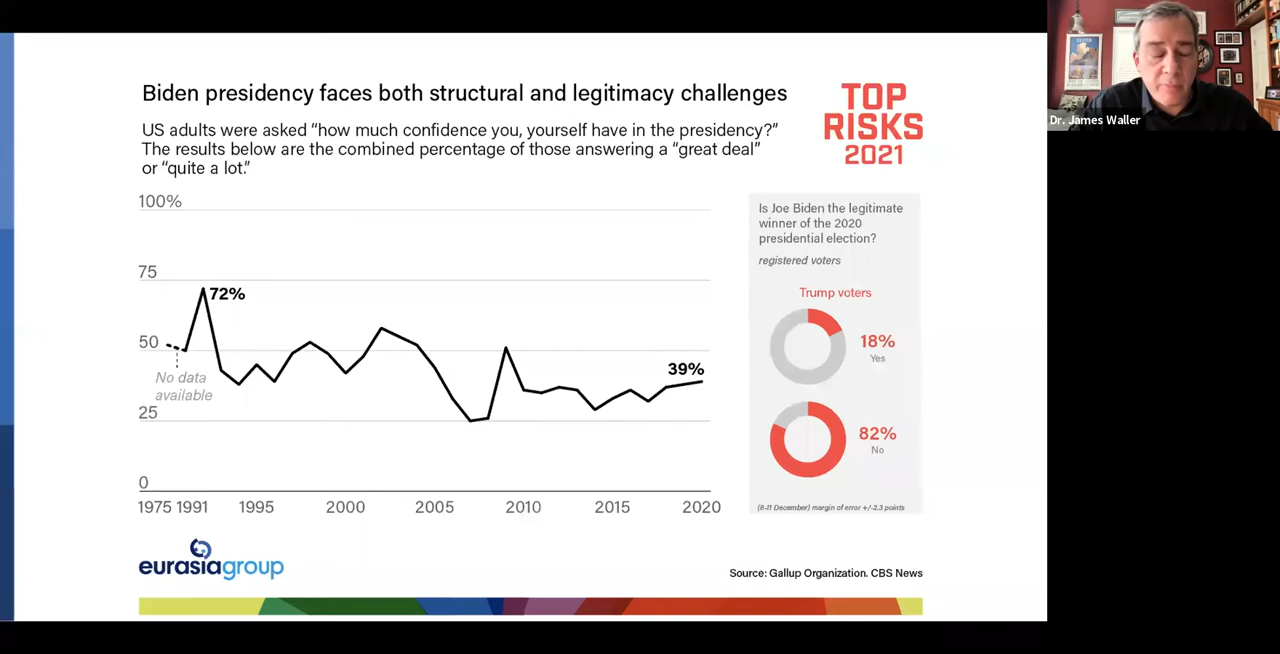 Biden presidency faces both structural and legitimacy challenges
US adults were asked “how much confidence you, yourself have in the presidency?”
The results below are the combined percentage of those answering a “great deal”
or “quite a lot.”
TOP
RISKS
2021
100%
75
72%
50
39%
No data
available
25
0
1975 1991 1995 2000 2005 2010 2015 2020
Is Joe Biden the legitimate
winner of the 2020
presidential election?
registered voters
Trump voters
18%
Yes
82%
No
(8-11 December) margin of error +/-2.3 points
eurasiagroup
Source: Gallup Organization. CBS News
Dr. James Waller